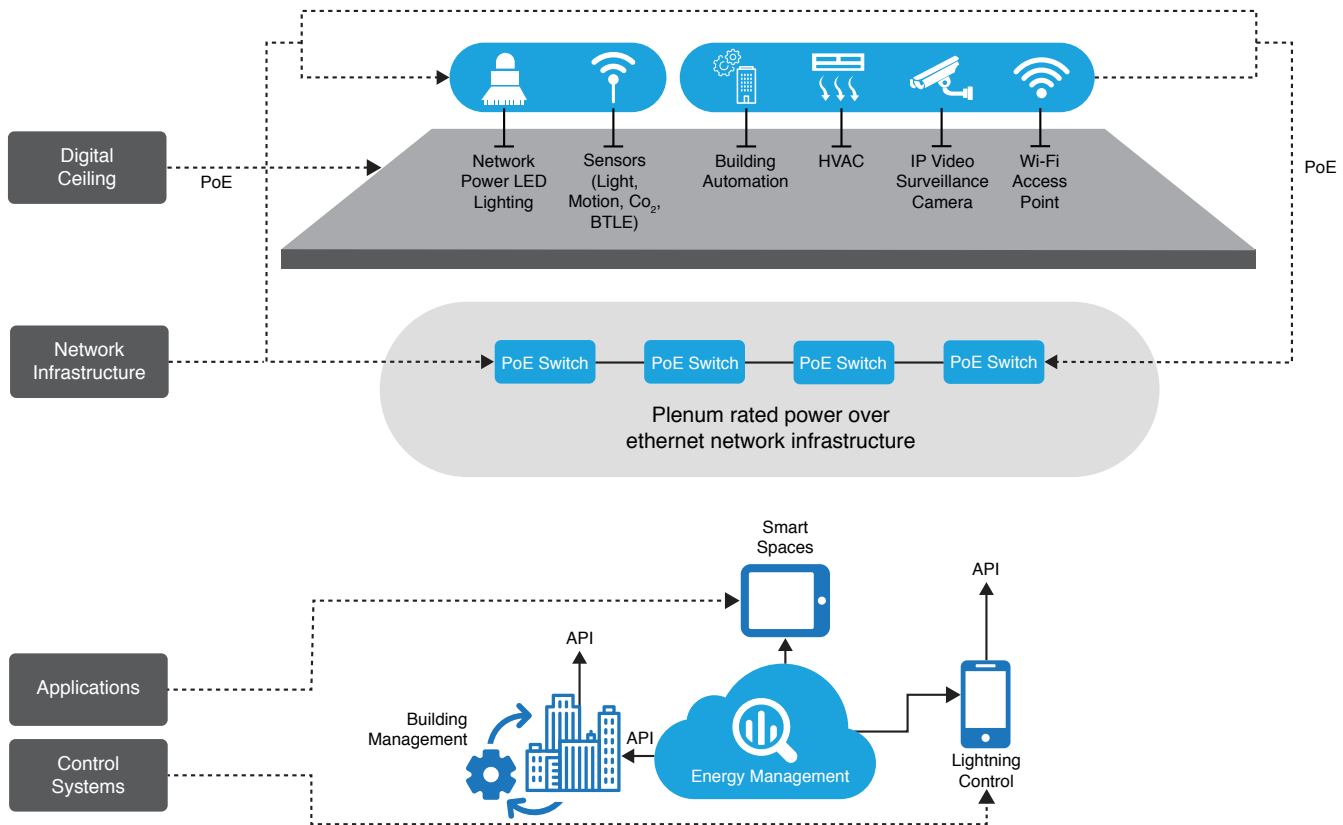 Digital
Ceiling
PoE
Network
Power LED
Lighting
Sensors
(Light,
Motion, Co₂,
BTLE)
Building
Automation
HVAC
IP Video
Surveillance
Camera
Wi-Fi
Access
Point
PoE
Network
Infrastructure
PoE Switch
PoE Switch
PoE Switch
PoE Switch
Plenum rated power over
ethernet network infrastructure
Smart
Spaces
API
API
Applications
Building
Management
API
Energy Management
Lightning
Control
Control
Systems